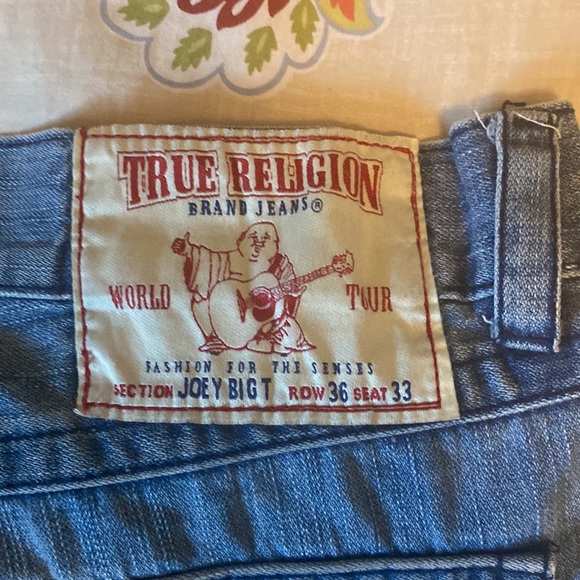 TRUE RELIGION
BRAND JEANS®
WORLD TOUR
FASHION FOR THE SENSES
SECTION JOEY BIG T ROW 36 SEAT 33